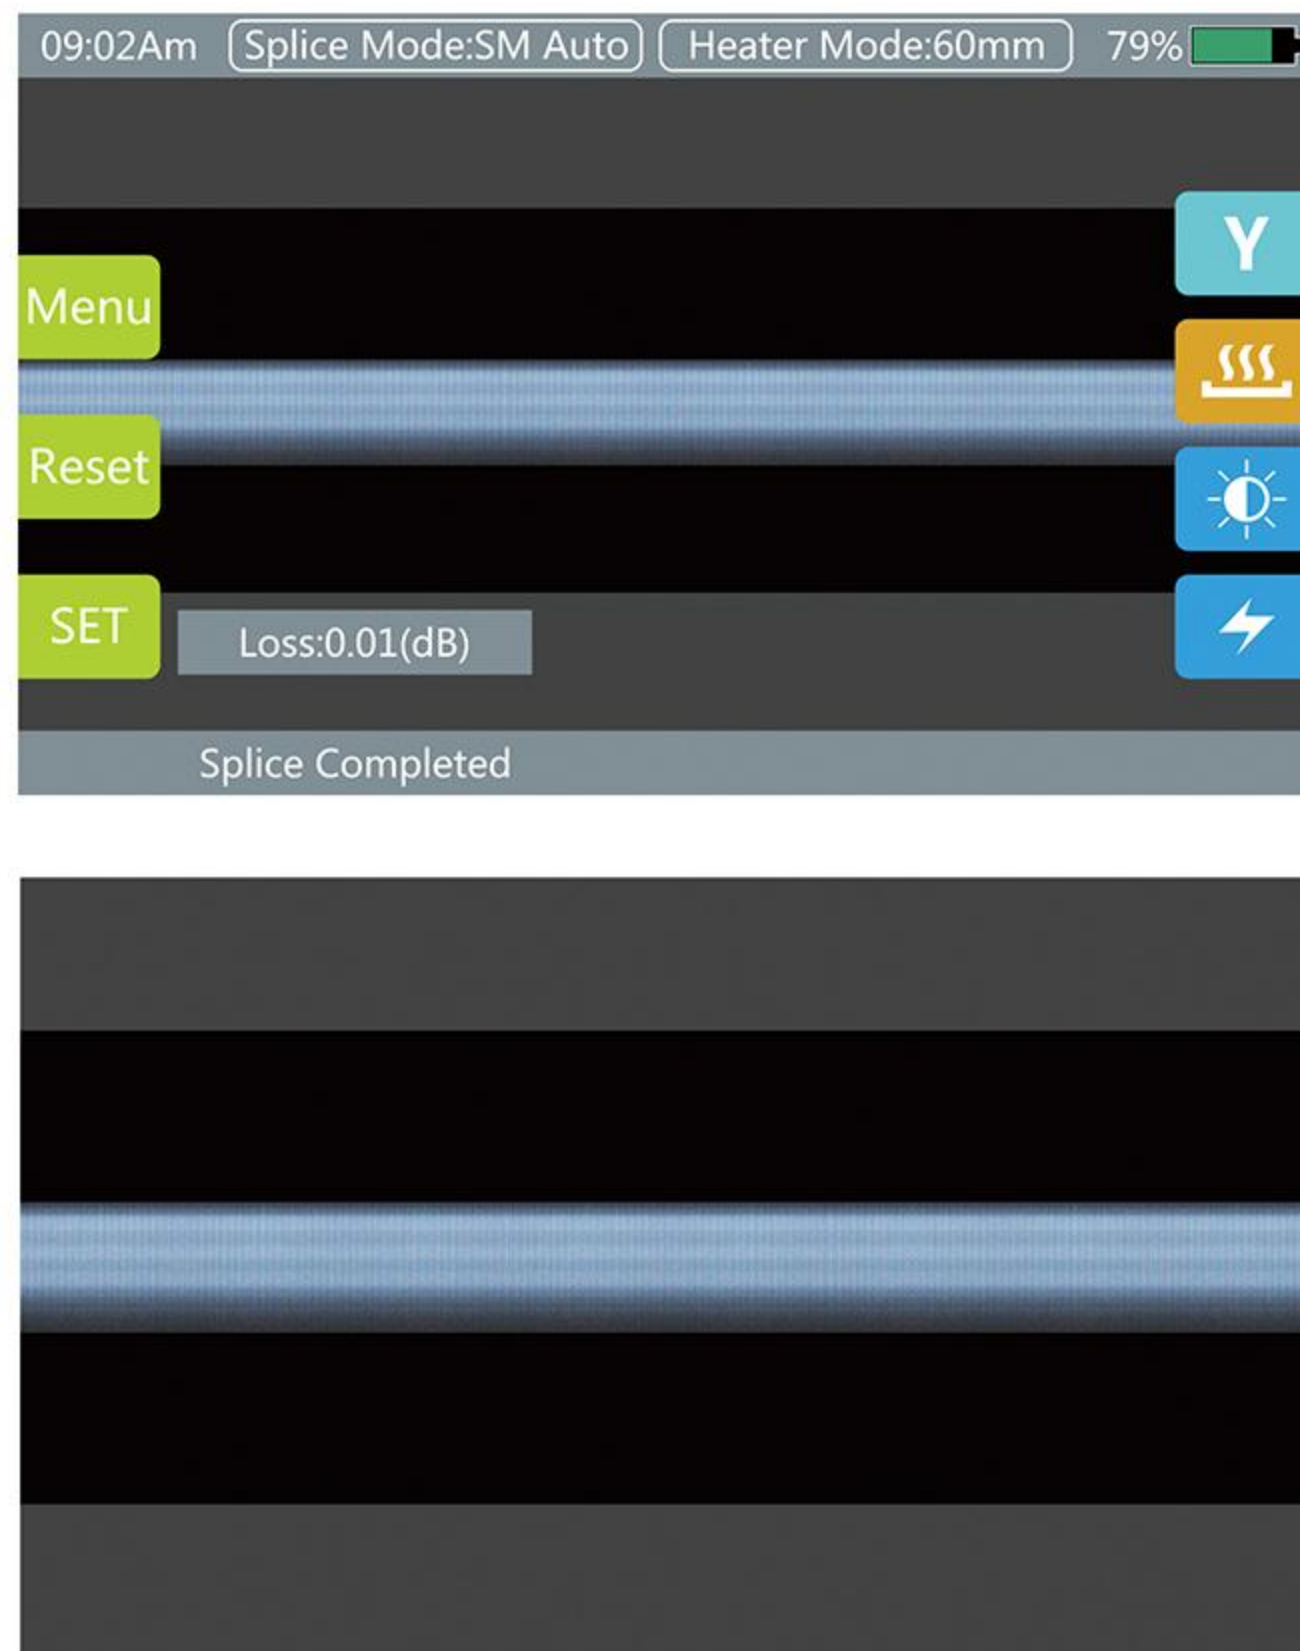 09:02Am Splice Mode:SM Auto Heater Mode:60mm 79%
Y
Menu
Reset
SET
Loss:0.01(dB)
Splice Completed